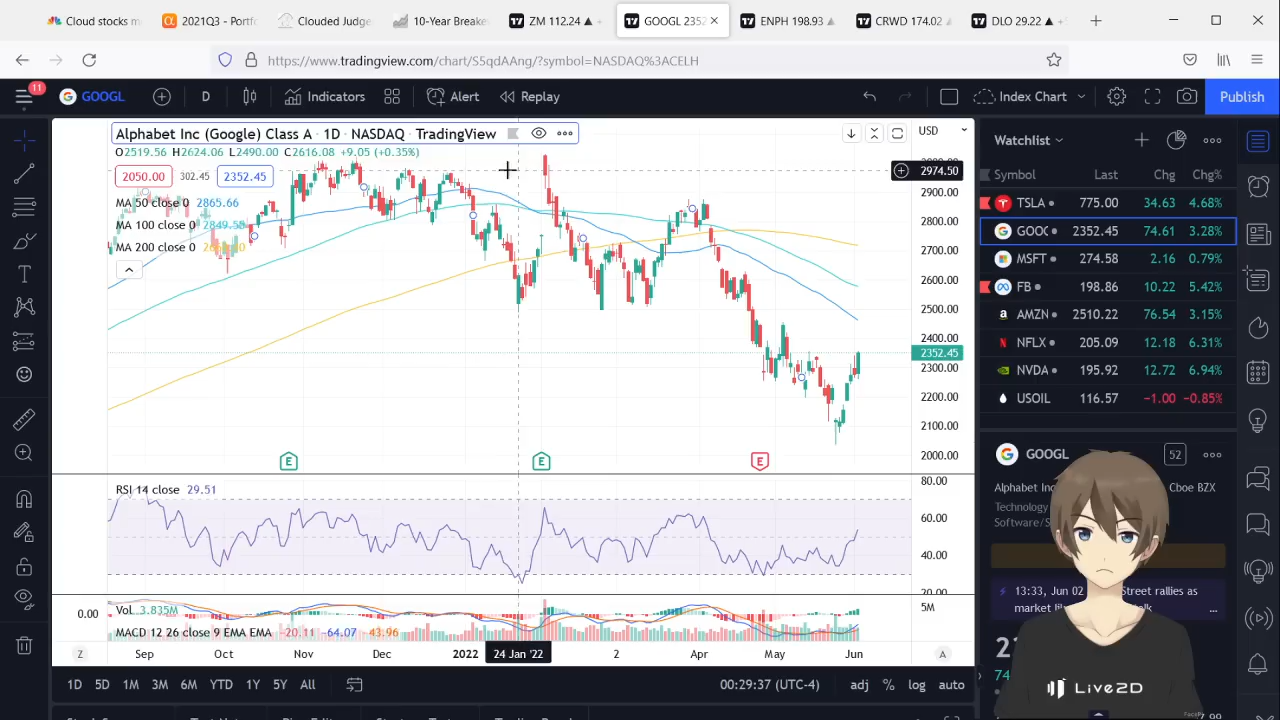 Cloud stocks m
2021Q3 - Portf
Clouded Judge
10-Year Breake
ZM 112.24 ▲
GOOGL 2352
ENPH 198.93 ▲
CRWD 174.02
DLO 29.22 ▲
https://www.tradingview.com/chart/S5qdAAng/?symbol=NASDAQ%3ACELH
11
GOOGL
D
Indicators
Alert
Replay
Index Chart
Publish
Alphabet Inc (Google) Class A · 1D · NASDAQ · TradingView
O2519.56 H2624.06 L2490.00 C2616.08 +9.05 (+0.35%)
2050.00 302.45 2352.45
MA 50 close 0 2865.66
MA 100 close 0 2849.58
MA 200 close 0
USD
2974.50
2900.00
2800.00
2700.00
2600.00
2500.00
2400.00
2352.45
2300.00
2200.00
2100.00
2000.00
E
E
E
RSI 14 close 29.51
80.00
60.00
40.00
20.00
0.00
Vol 3.835M
5M
MACD 12 26 close 9 EMA EMA −20.11 −64.07 −43.96
Z
Sep
Oct
Nov
Dec
2022
24 Jan '22
2
Apr
May
Jun
A
1D 5D 1M 3M 6M YTD 1Y 5Y All
00:29:37 (UTC-4)
adj % log auto
Watchlist
Symbol Last Chg Chg%
TSLA 775.00 34.63 4.68%
GOOG 2352.45 74.61 3.28%
MSFT 274.58 2.16 0.79%
FB 198.86 10.22 5.42%
AMZN 2510.22 76.54 3.15%
NFLX 205.09 12.18 6.31%
NVDA 195.92 12.72 6.94%
USOIL 116.57 −1.00 −0.85%
GOOGL
52
Alphabet Inc
Cboe BZX
Technology
Software/S
13:33, Jun 02
Street rallies as
market
Live2D